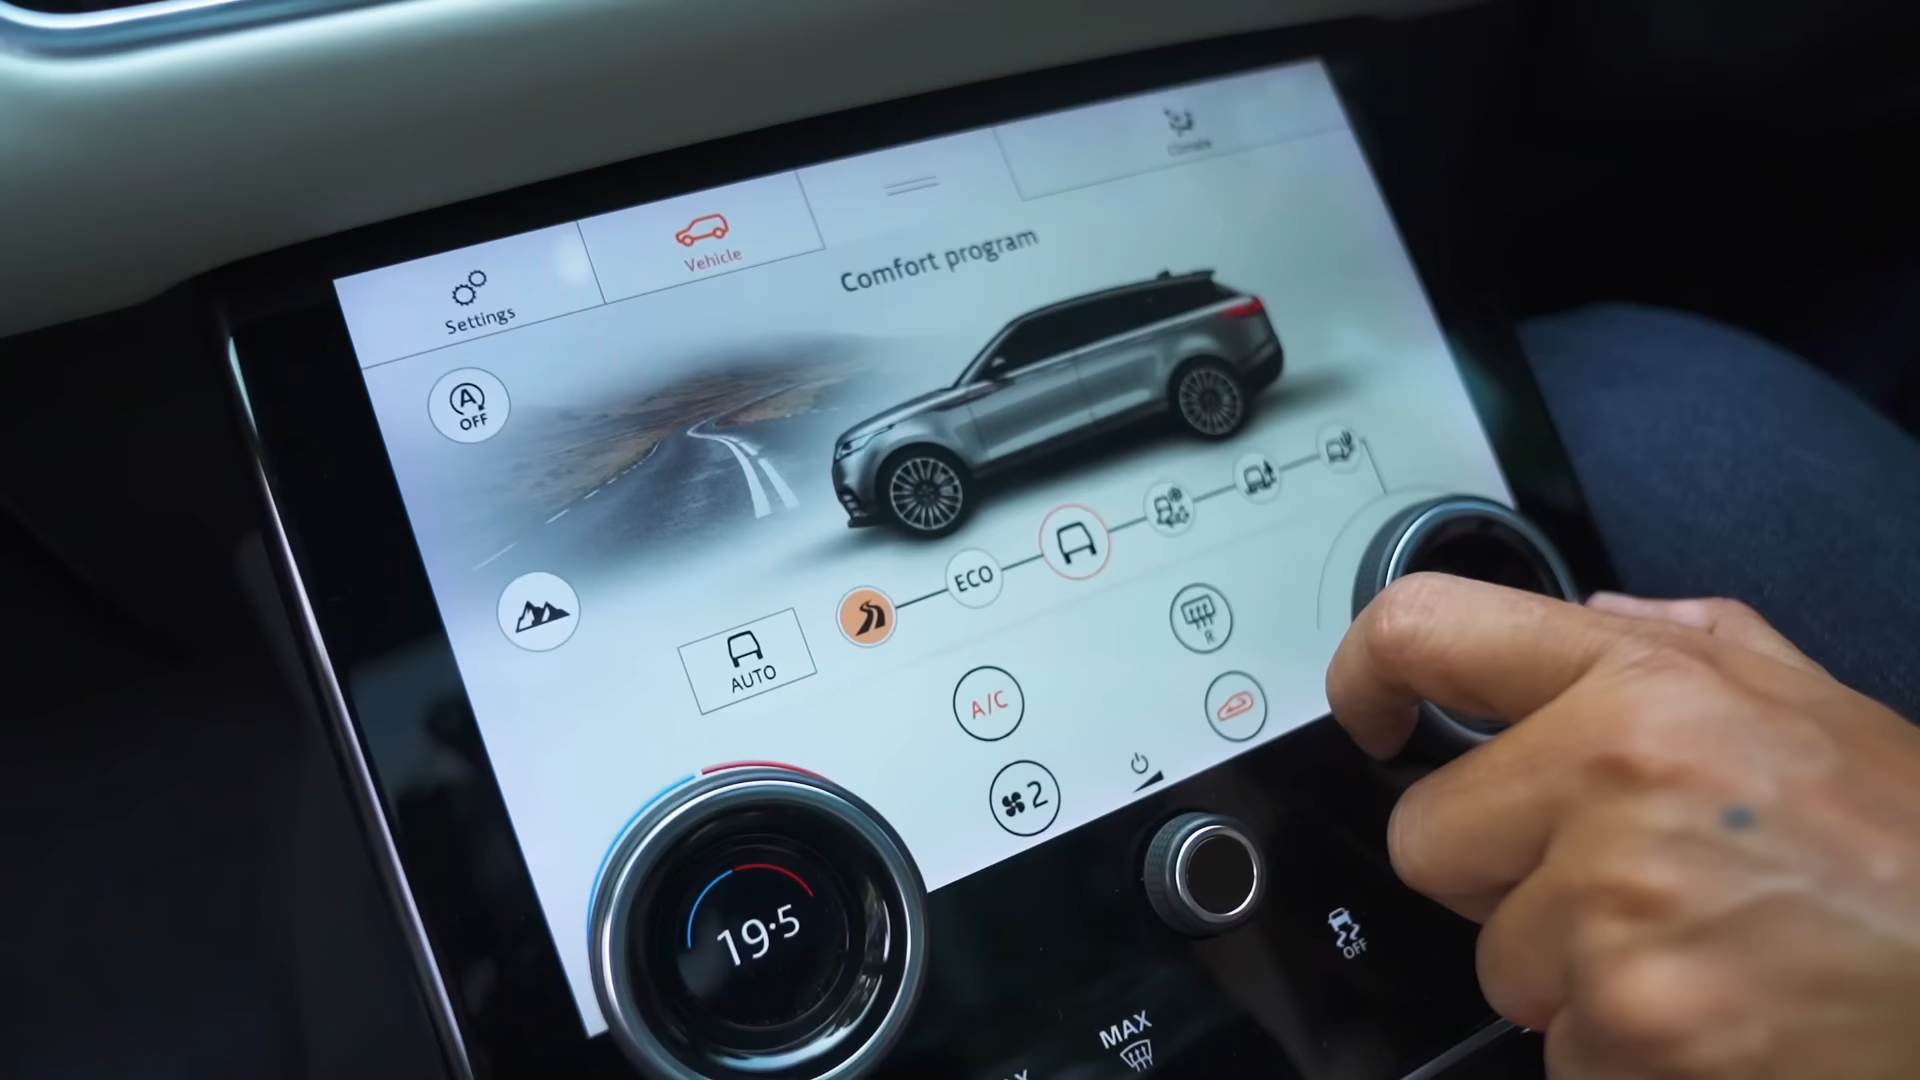 Climate
Vehicle
Settings
Comfort program
A
OFF
ECO
AUTO
R
A/C
2
19.5
OFF
MAX